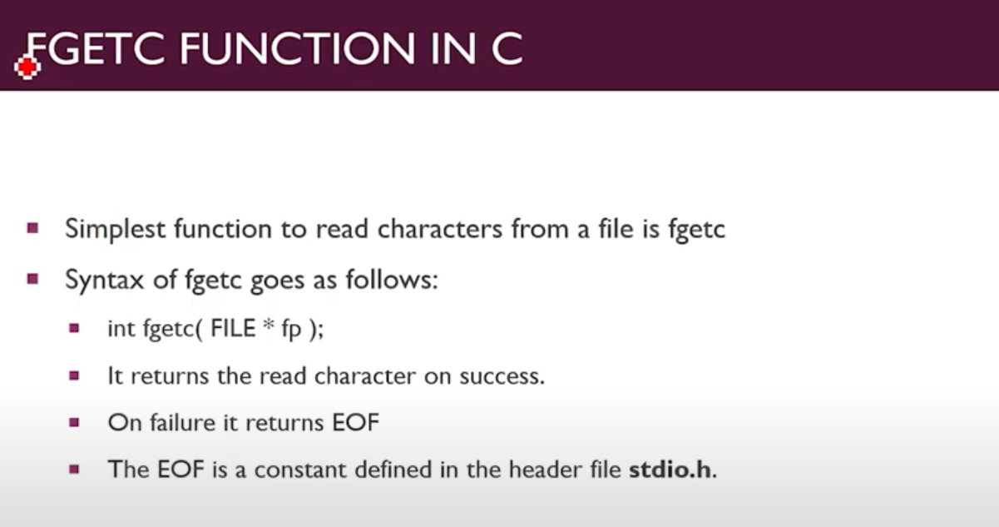 FGETC FUNCTION IN C
Simplest function to read characters from a file is fgetc
Syntax of fgetc goes as follows:
int fgetc( FILE * fp );
It returns the read character on success.
On failure it returns EOF
The EOF is a constant defined in the header file stdio.h.